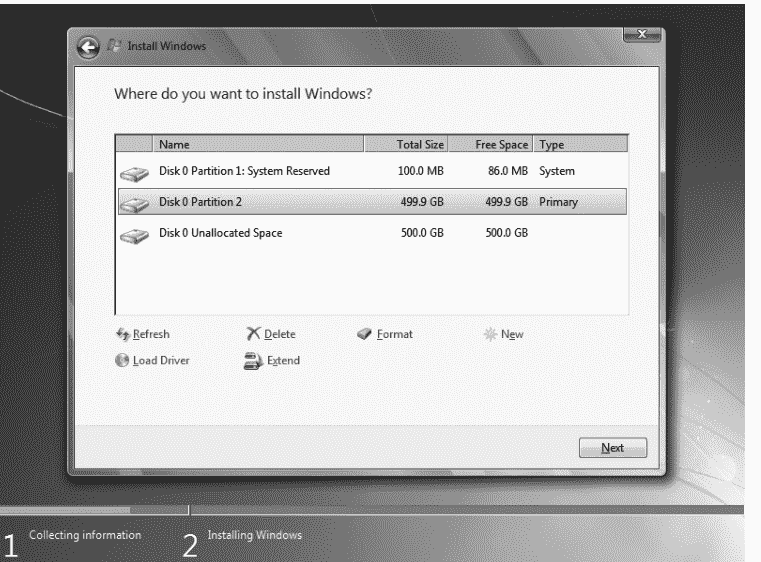 Install Windows
Where do you want to install Windows?
Name Total Size Free Space Type
Disk 0 Partition 1: System Reserved 100.0 MB 86.0 MB System
Disk 0 Partition 2 499.9 GB 499.9 GB Primary
Disk 0 Unallocated Space 500.0 GB 500.0 GB
Refresh Delete Format New
Load Driver Extend
Next
1 Collecting information 2 Installing Windows